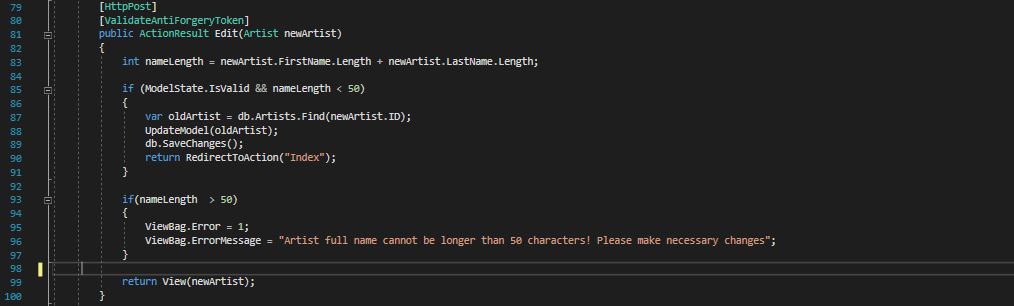 79 [HttpPost]
80 [ValidateAntiForgeryToken]
81 public ActionResult Edit(Artist newArtist)
82 {
83 int nameLength = newArtist.FirstName.Length + newArtist.LastName.Length;
84
85 if (ModelState.IsValid && nameLength < 50)
86 {
87 var oldArtist = db.Artists.Find(newArtist.ID);
88 UpdateModel(oldArtist);
89 db.SaveChanges();
90 return RedirectToAction("Index");
91 }
92
93 if(nameLength  > 50)
94 {
95 ViewBag.Error = 1;
96 ViewBag.ErrorMessage = "Artist full name cannot be longer than 50 characters! Please make necessary changes";
97 }
98
99 return View(newArtist);
100 }